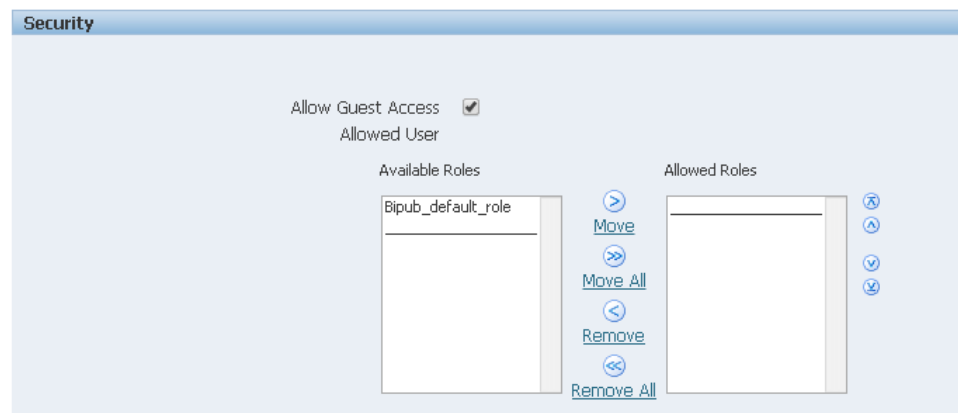 Security
Allow Guest Access
Allowed User
Available Roles
Allowed Roles
Bipub_default_role
Move
Move All
Remove
Remove All